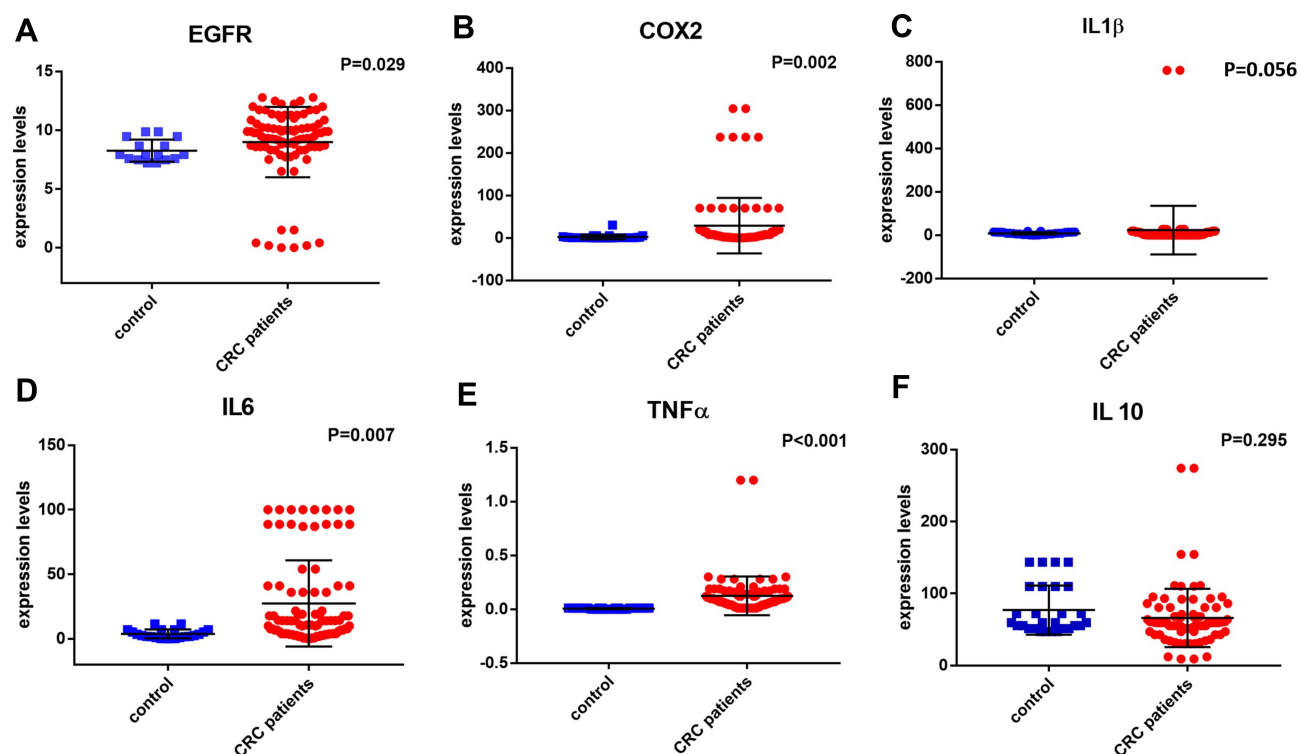 A
EGFR
P=0.029
expression levels
15
10
5
0
control
CRC patients
B
COX2
P=0.002
expression levels
400
300
200
100
0
-100
control
CRC patients
C
IL1β
P=0.056
expression levels
800
600
400
200
0
-200
control
CRC patients
D
IL6
P=0.007
expression levels
150
100
50
0
control
CRC patients
E
TNFα
P<0.001
expression levels
1.5
1.0
0.5
0.0
-0.5
control
CRC patients
F
IL 10
P=0.295
expression levels
300
200
100
0
control
CRC patients